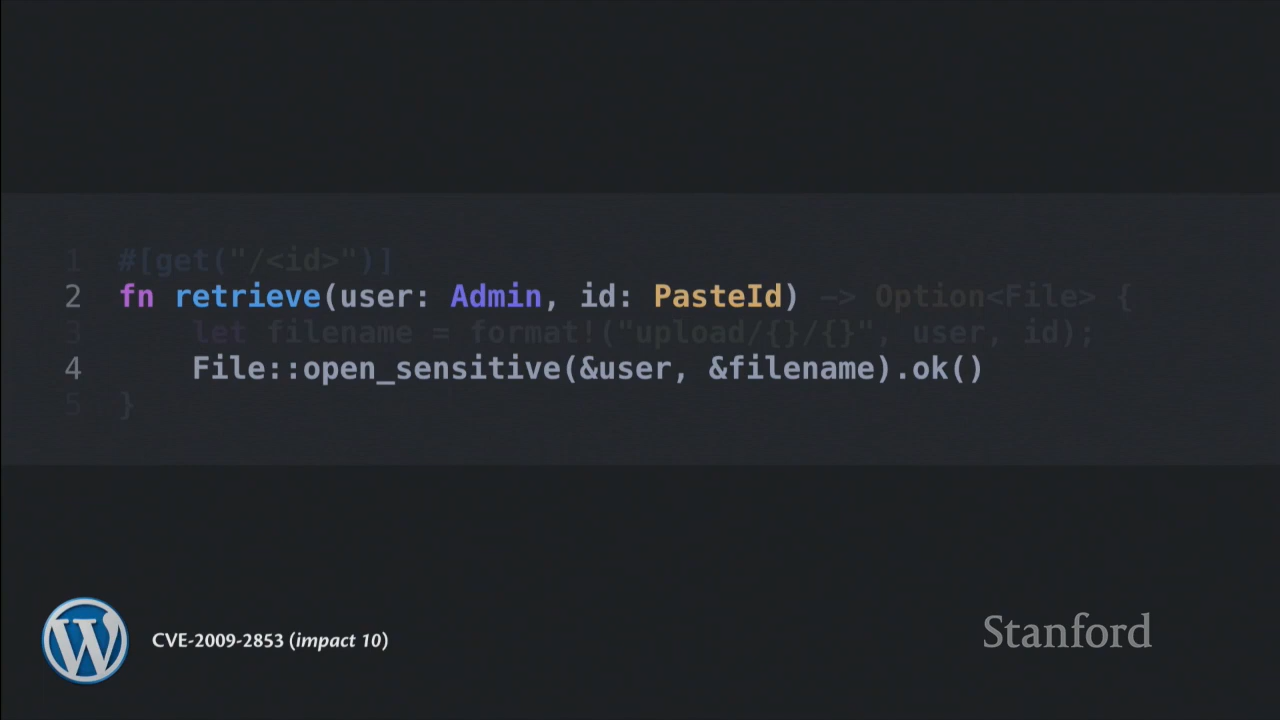 1 #[get("/<id>")]
2 fn retrieve(user: Admin, id: PasteId) -> Option<File> {
3 let filename = format!("upload/{}/{}", user, id);
4 File::open_sensitive(&user, &filename).ok()
5 }
CVE-2009-2853 (impact 10)
Stanford